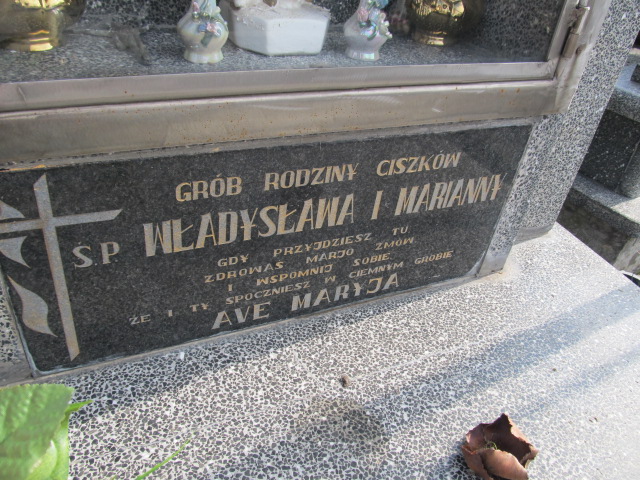 GRÓB RODZINY CISZKÓW
Ś.P. WŁADYSŁAWA I MARIANNY
GDY PRZYJDZIESZ TU
ZDROWAŚ MARJO ZMÓW
I WSPOMNIJ SOBIE
ŻE I TY SPOCZNIESZ W CIEMNYM GROBIE
AVE MARYJA